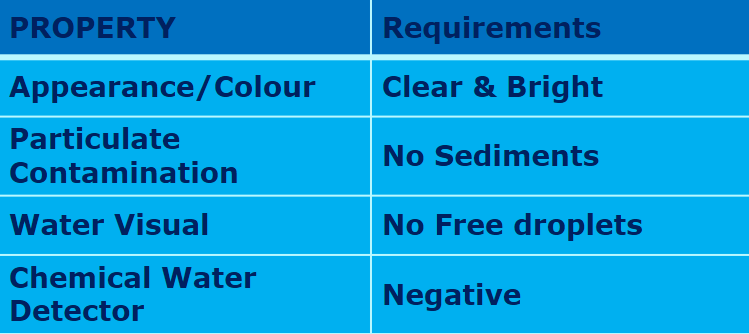 PROPERTY
Requirements
Appearance/Colour
Clear & Bright
Particulate
Contamination
No Sediments
Water Visual
No Free droplets
Chemical Water
Detector
Negative